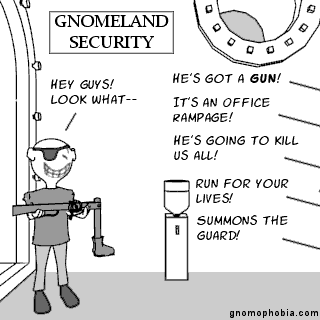 GNOMELAND
SECURITY
HEY GUYS!
LOOK WHAT--
HE'S GOT A GUN!
IT'S AN OFFICE
RAMPAGE!
HE'S GOING TO KILL
US ALL!
RUN FOR YOUR
LIVES!
SUMMONS THE
GUARD!
gnomophobia.com